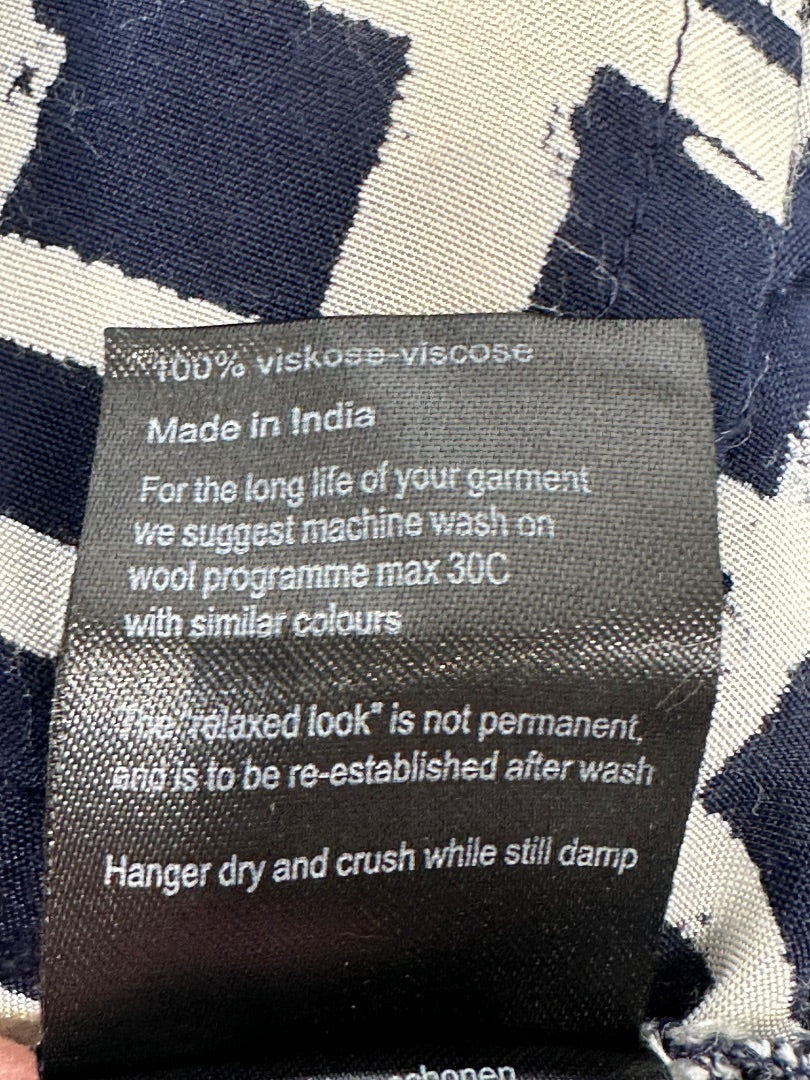 100% viskose-viscose
Made in India
For the long life of your garment
we suggest machine wash on
wool programme max 30C
with similar colours
The "relaxed look" is not permanent,
and is to be re-established after wash
Hanger dry and crush while still damp